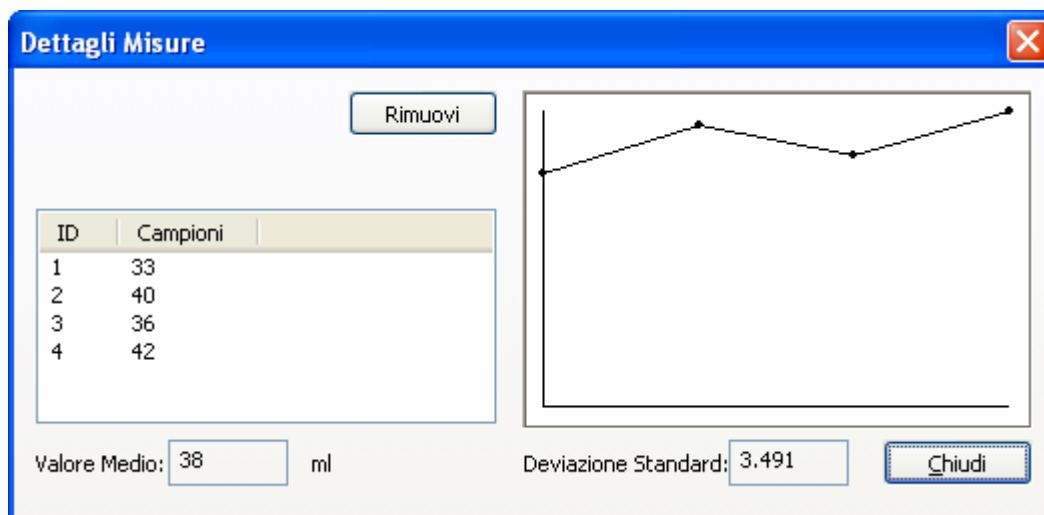 Dettagli Misure
Rimuovi
ID Campioni
1 33
2 40
3 36
4 42
Valore Medio: 38 ml
Deviazione Standard: 3.491
Chiudi